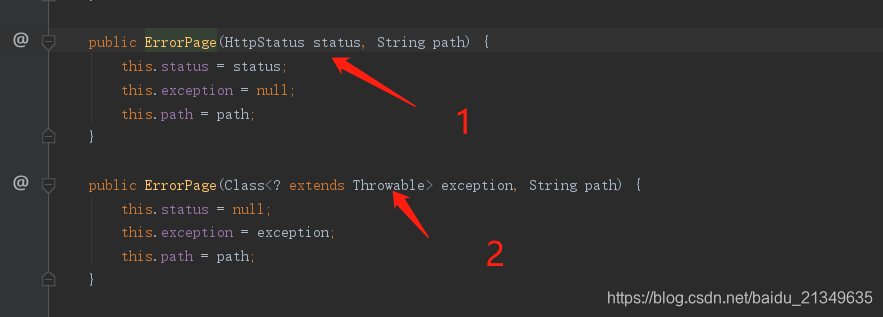 @ public ErrorPage(HttpStatus status, String path) {
this.status = status;
this.exception = null;
1
this.path = path;
}
@ public ErrorPage(Class<? extends Throwable> exception, String path) {
this.status = null;
this.exception = exception;
2
this.path = path;
}
https://blog.csdn.net/baidu_21349635